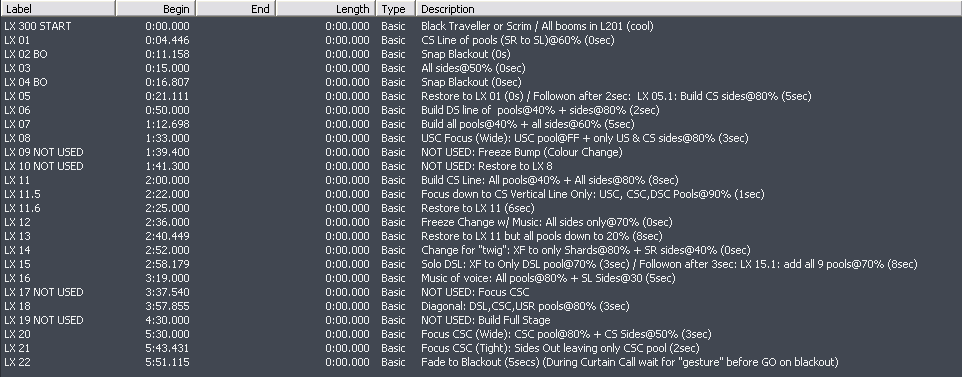 Label Begin End Length Type Description
LX 300 START 0:00.000 0:00.000 Basic Black Traveller or Scrim / All booms in L201 (cool)
LX 01 0:04.446 0:00.000 Basic CS Line of pools (SR to SL)@60% (0sec)
LX 02 BO 0:11.158 0:00.000 Basic Snap Blackout (0s)
LX 03 0:15.000 0:00.000 Basic All sides@50% (0sec)
LX 04 BO 0:16.807 0:00.000 Basic Snap Blackout (0sec)
LX 05 0:21.111 0:00.000 Basic Restore to LX 01 (0s) / Followon after 2sec: LX 05.1: Build CS sides@80% (5sec)
LX 06 0:50.000 0:00.000 Basic Build DS line of pools@40% + sides@80% (2sec)
LX 07 1:12.698 0:00.000 Basic Build all pools@40% + all sides@60% (5sec)
LX 08 1:33.000 0:00.000 Basic USC Focus (Wide): USC pool@FF + only US & CS sides@80% (3sec)
LX 09 NOT USED 1:39.400 0:00.000 Basic NOT USED: Freeze Bump (Colour Change)
LX 10 NOT USED 1:41.300 0:00.000 Basic NOT USED: Restore to LX 8
LX 11 2:00.000 0:00.000 Basic Build CS Line: All pools@40% + All sides@80% (8sec)
LX 11.5 2:22.000 0:00.000 Basic Focus down to CS Vertical Line Only: USC, CSC,DSC Pools@90% (1sec)
LX 11.6 2:25.000 0:00.000 Basic Restore to LX 11 (6sec)
LX 12 2:36.000 0:00.000 Basic Freeze Change w/ Music: All sides only@70% (0sec)
LX 13 2:40.449 0:00.000 Basic Restore to LX 11 but all pools down to 20% (8sec)
LX 14 2:52.000 0:00.000 Basic Change for "twig": XF to only Shards@80% + SR sides@40% (0sec)
LX 15 2:58.179 0:00.000 Basic Solo DSL: XF to Only DSL pool@70% (3sec) / Followon after 3sec: LX 15.1: add all 9 pools@70% (8sec)
LX 16 3:19.000 0:00.000 Basic Music of voice: All pools@80% + SL Sides@30 (5sec)
LX 17 NOT USED 3:37.540 0:00.000 Basic NOT USED: Focus CSC
LX 18 3:57.855 0:00.000 Basic Diagonal: DSL,CSC,USR pools@80% (3sec)
LX 19 NOT USED 4:30.000 0:00.000 Basic NOT USED: Build Full Stage
LX 20 5:30.000 0:00.000 Basic Focus CSC (Wide): CSC pool@80% + CS Sides@50% (3sec)
LX 21 5:43.431 0:00.000 Basic Focus CSC (Tight): Sides Out leaving only CSC pool (2sec)
LX 22 5:51.115 0:00.000 Basic Fade to Blackout (5secs) (During Curtain Call wait for "gesture" before GO on blackout)